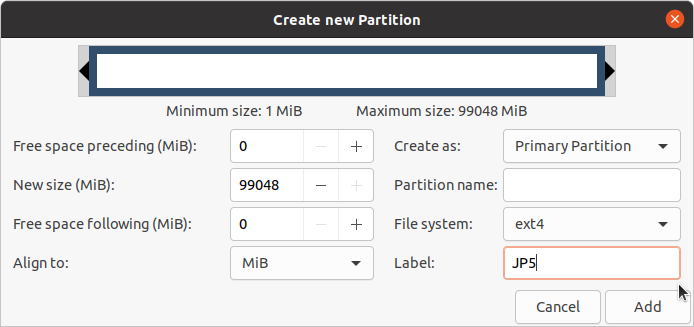 Create new Partition
Minimum size: 1 MiB Maximum size: 99048 MiB
Free space preceding (MiB): 0 Create as: Primary Partition
New size (MiB): 99048 Partition name:
Free space following (MiB): 0 File system: ext4
Align to: MiB Label: JP5
Cancel Add